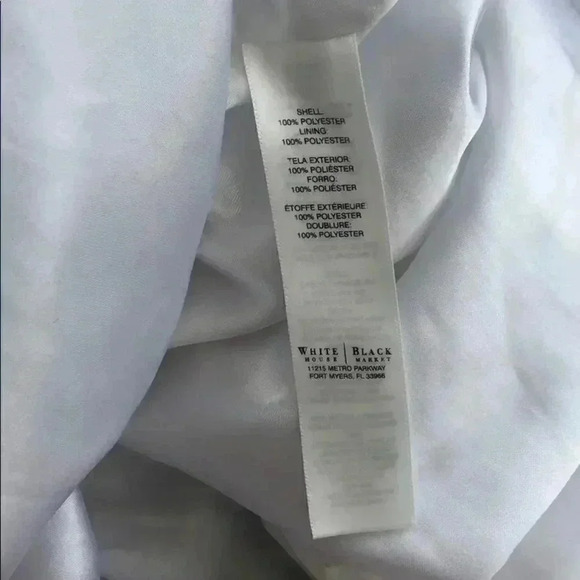 SHELL:
100% POLYESTER
LINING:
100% POLYESTER
TELA EXTERIOR:
100% POLIÉSTER
FORRO:
100% POLIÉSTER
ÉTOFFE EXTÉRIEURE
100% POLYESTER
DOUBLURE:
100% POLYESTER
WHITE | BLACK
HOUSE | MARKET
11215 METRO PARKWAY
FORT MYERS, FL 33966